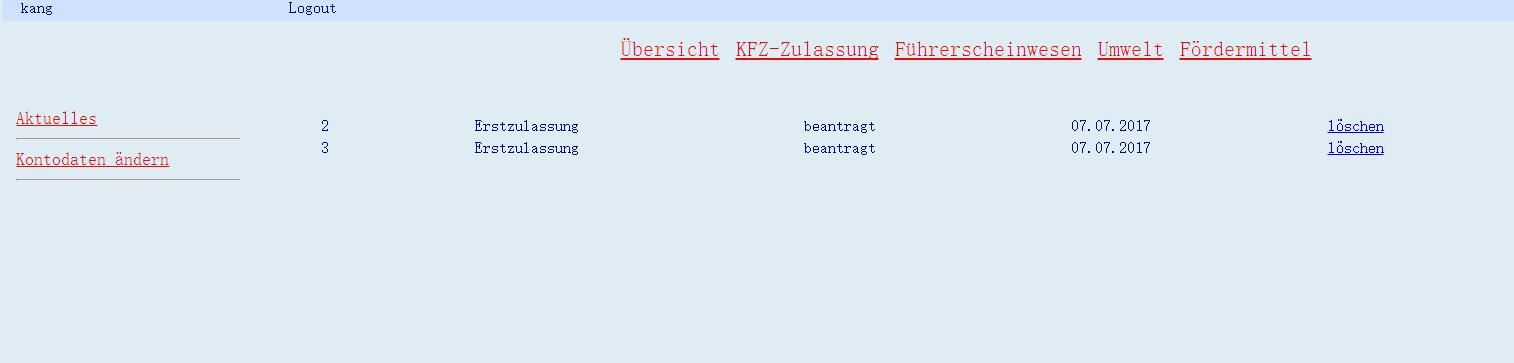 kang Logout
Übersicht KFZ-Zulassung Führerscheinwesen Umwelt Fördermittel
Aktuelles
Kontodaten ändern
2 Erstzulassung beantragt 07.07.2017 löschen
3 Erstzulassung beantragt 07.07.2017 löschen